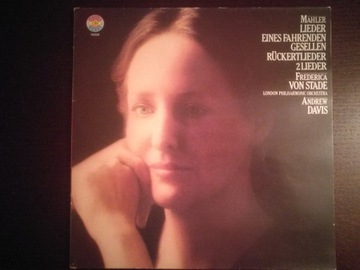 MAHLER
LIEDER
EINES FAHRENDEN
GESELLEN
RÜCKERTLIEDER
2 LIEDER
FREDERICA
VON STADE
LONDON PHILHARMONIC ORCHESTRA
ANDREW
DAVIS